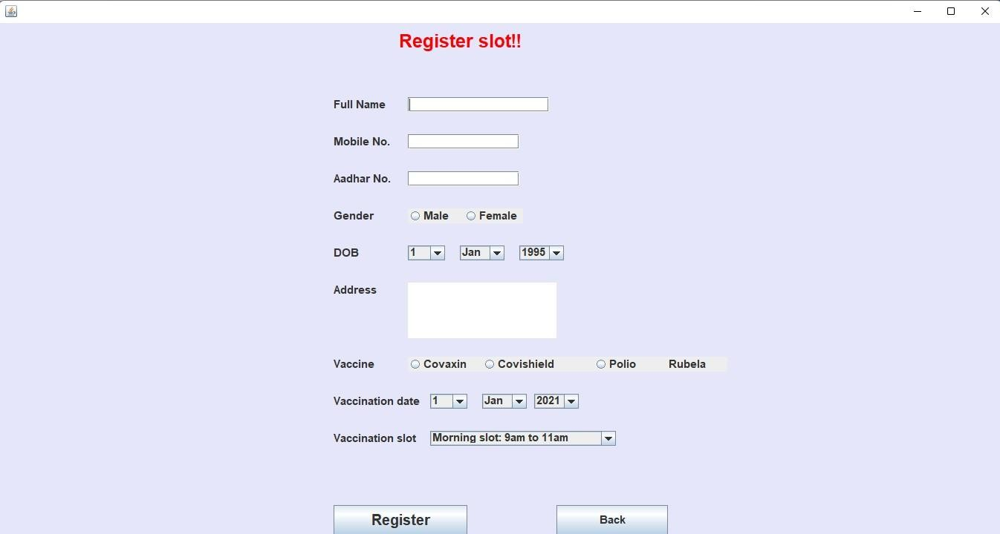 Register slot!!
Full Name
Mobile No.
Aadhar No.
Gender Male Female
DOB 1 Jan 1995
Address
Vaccine Covaxin Covishield Polio Rubela
Vaccination date 1 Jan 2021
Vaccination slot Morning slot: 9am to 11am
Register Back